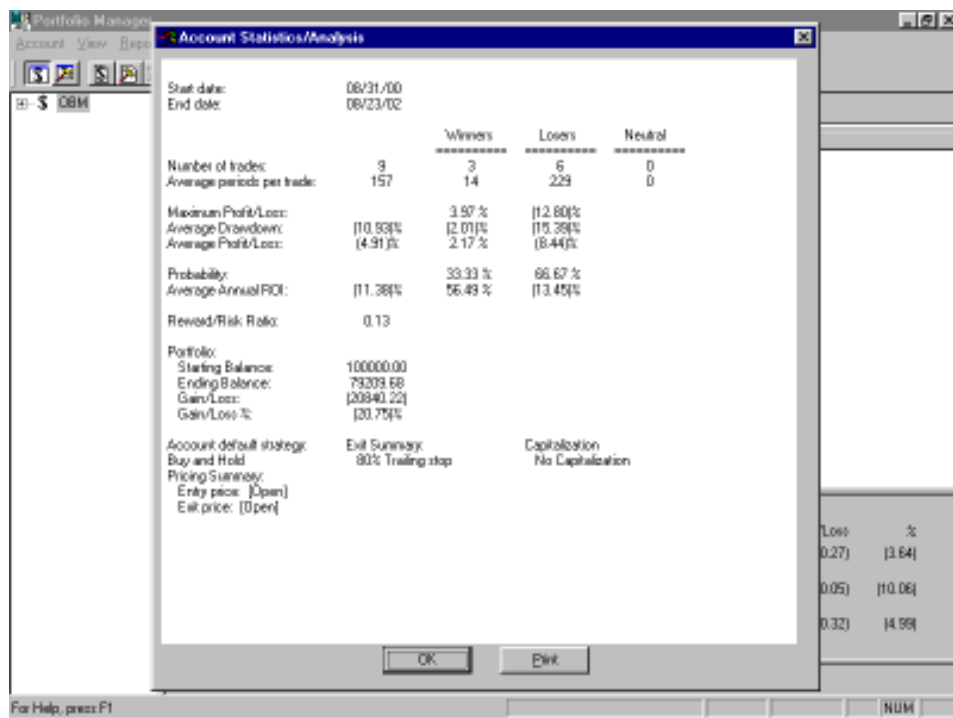 Portfolio Manager
Account Statistics/Analysis
Account View Repo
OBM
Start date: 08/31/00
End date: 08/23/02
Winners Losers Neutral
========== ========== ==========
Number of trades: 9 3 6 0
Average periods per trade: 157 14 229 0
Maximum Profit/Loss: 3.97 % (12.80)%
Average Drawdown: (10.93)% (2.01)% (15.39)%
Average Profit/Loss: (4.91)% 2.17 % (8.44)%
Probability: 33.33 % 66.67 %
Average Annual ROI: (11.38)% 56.49 % (13.45)%
Reward/Risk Ratio: 0.13
Portfolio:
Starting Balance: 100000.00
Ending Balance: 79209.68
Gain/Loss: (20840.22)
Gain/Loss %: (20.75)%
Account default strategy: Exit Summary: Capitalization
Buy and Hold 80% Trailing stop No Capitalization
Pricing Summary:
Entry price: [Open]
Exit price: [Open]
/Loss %
0.27) (3.64)
0.05) (10.06)
0.32) (4.99)
OK Print
For Help, press F1 NUM